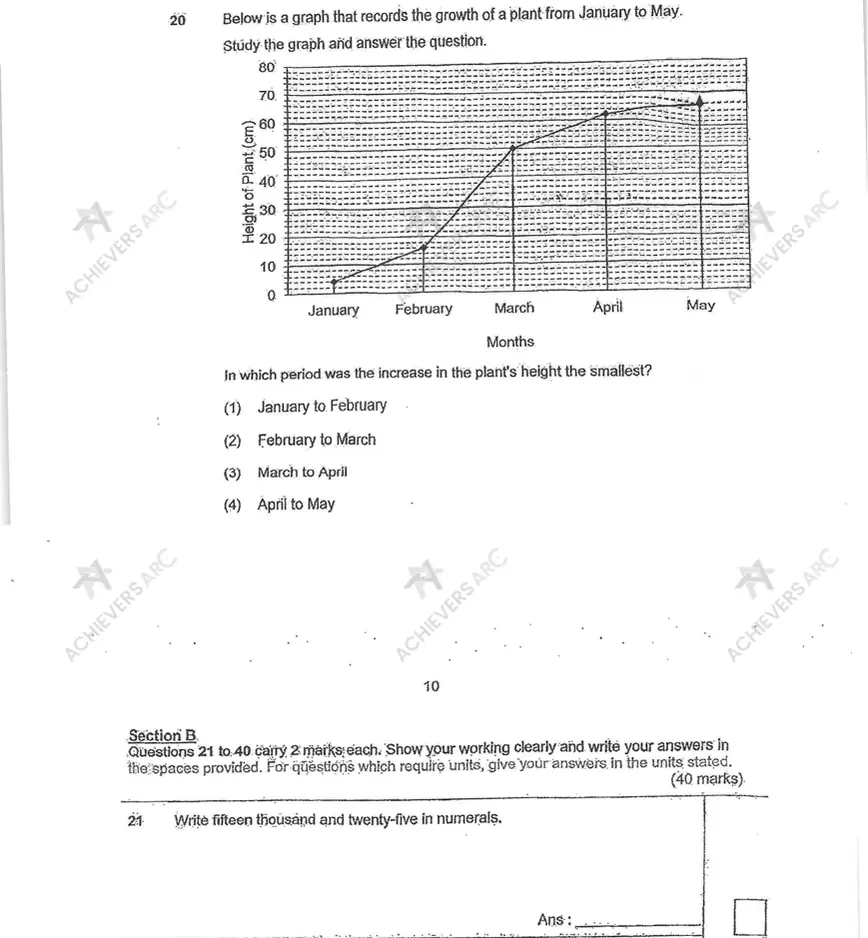 20 Below is a graph that records the growth of a plant from January to May.
Study the graph and answer the question.
80
70
60
50
40
30
20
10
0
Height of Plant (cm)
January February March April May
Months
In which period was the increase in the plant's height the smallest?
(1) January to February
(2) February to March
(3) March to April
(4) April to May
ACHIEVERS ARC
ACHIEVERS ARC
ACHIEVERS ARC
ACHIEVERS ARC
ACHIEVERS ARC
ACHIEVERS ARC
10
Section B
Questions 21 to 40 carry 2 marks each. Show your working clearly and write your answers in
the spaces provided. For questions which require units, give your answers in the units stated.
(40 marks)
21 Write fifteen thousand and twenty-five in numerals.
Ans :